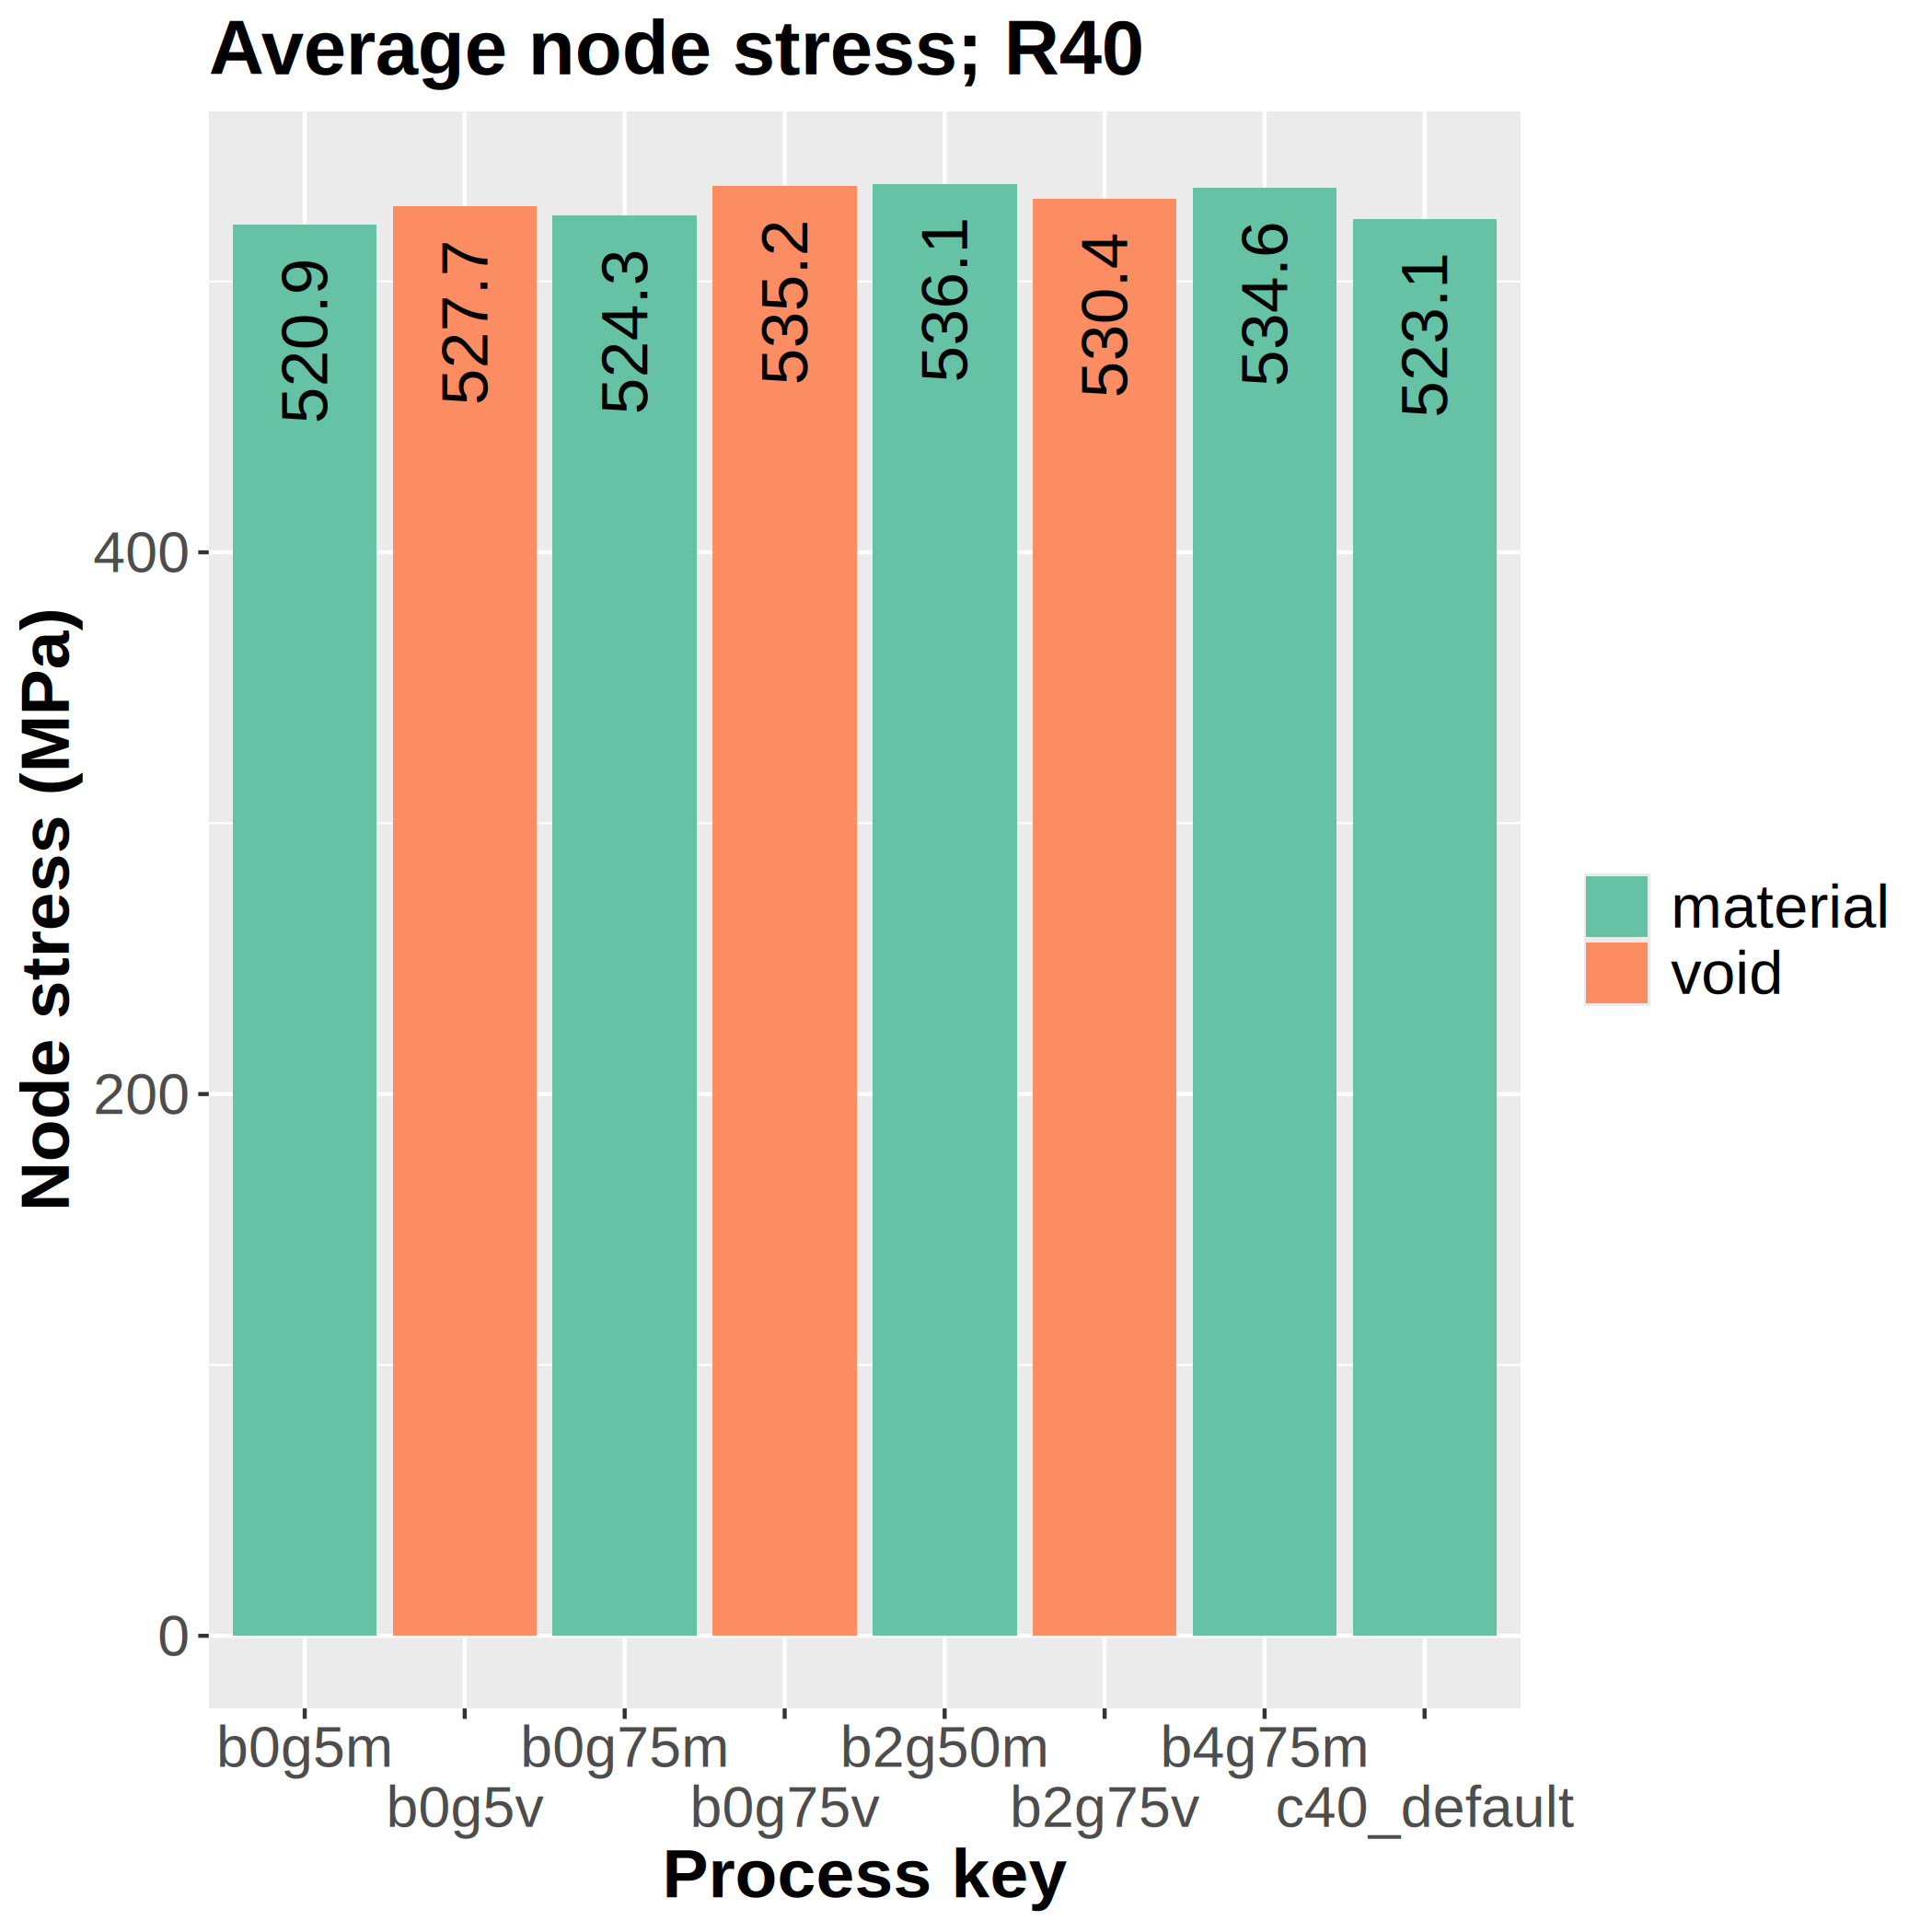 Average node stress; R40
Node stress (MPa)
520.9
527.7
524.3
535.2
536.1
530.4
534.6
523.1
400
200
0
b0g5m
b0g5v
b0g75m
b0g75v
b2g50m
b2g75v
b4g75m
c40_default
Process key
material
void